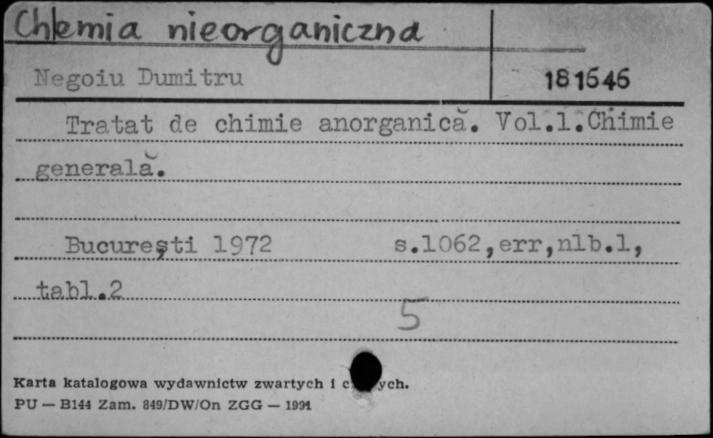 Chemia nieorganiczna
Negoiu Dumitru 181646
Tratat de chimie anorganică. Vol.1.Chimie
generală.
București 1972 s.1062,err,nlb.1,
tabl.2
5
Karta katalogowa wydawnictw zwartych i ych.
PU — B144 Zam. 849/DW/On ZGG — 1991